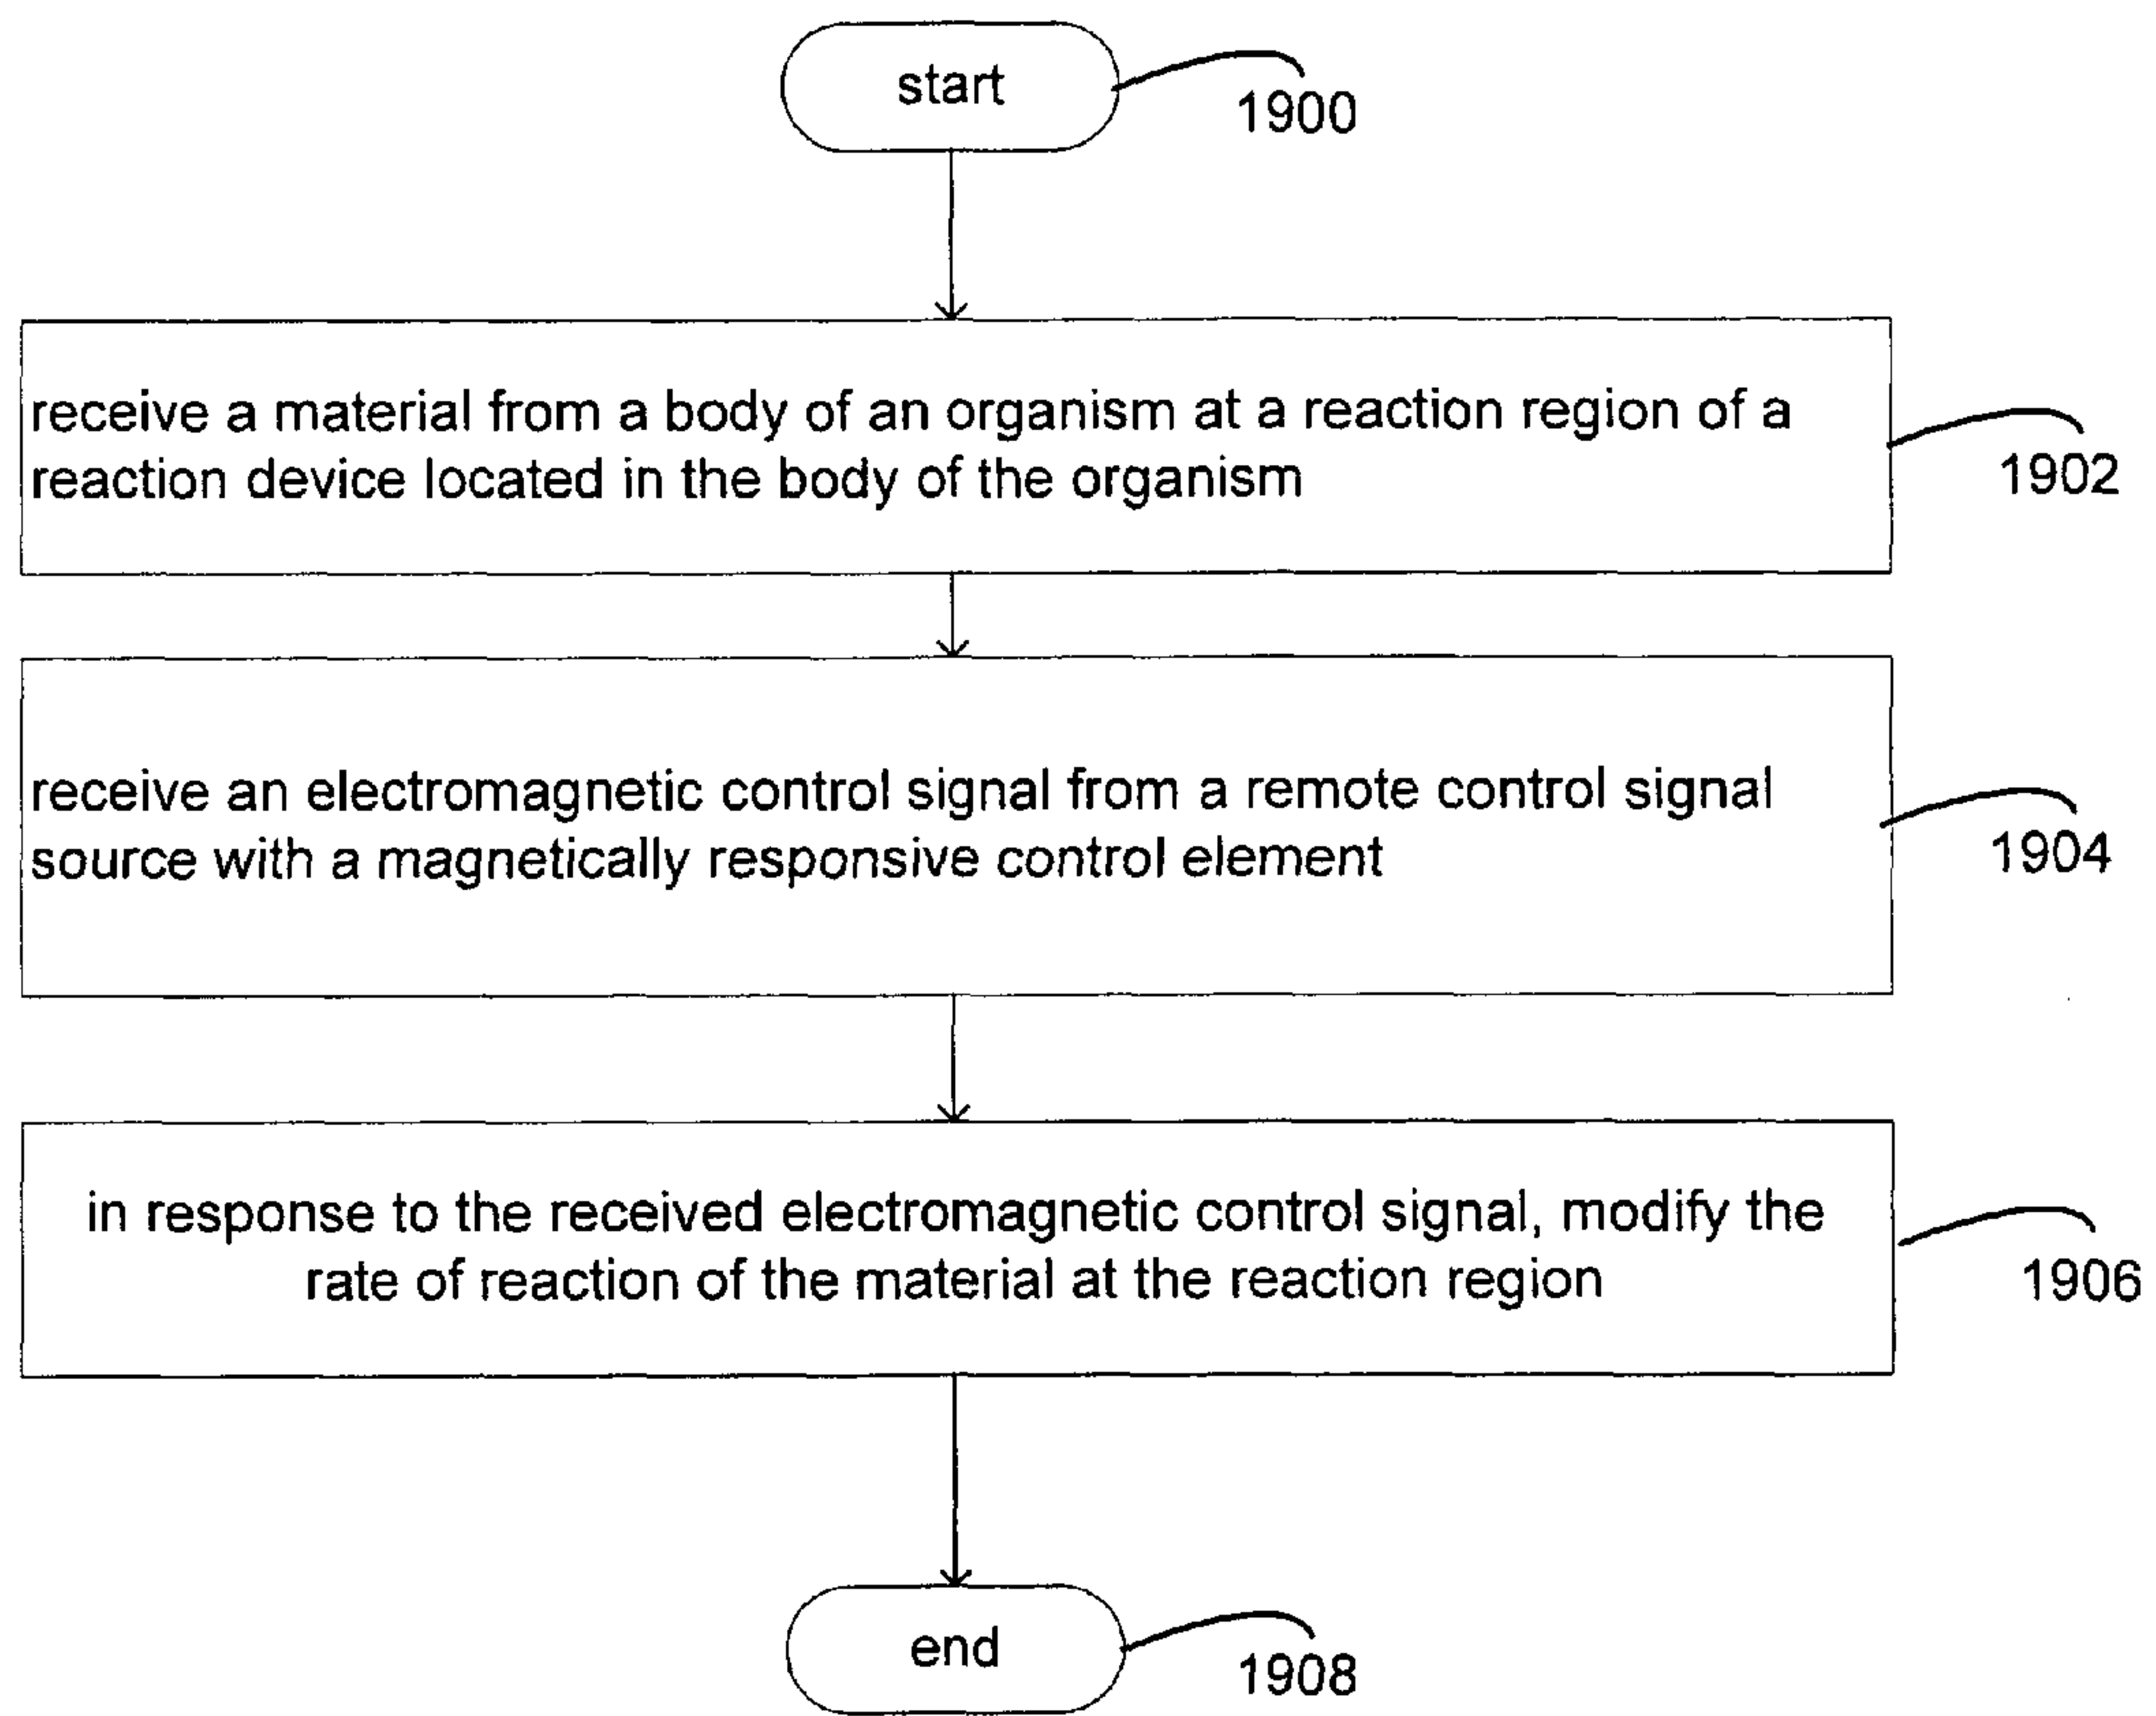 start
1900
receive a material from a body of an organism at a reaction region of a
reaction device located in the body of the organism
1902
receive an electromagnetic control signal from a remote control signal
source with a magnetically responsive control element
1904
in response to the received electromagnetic control signal, modify the
rate of reaction of the material at the reaction region
1906
end
1908